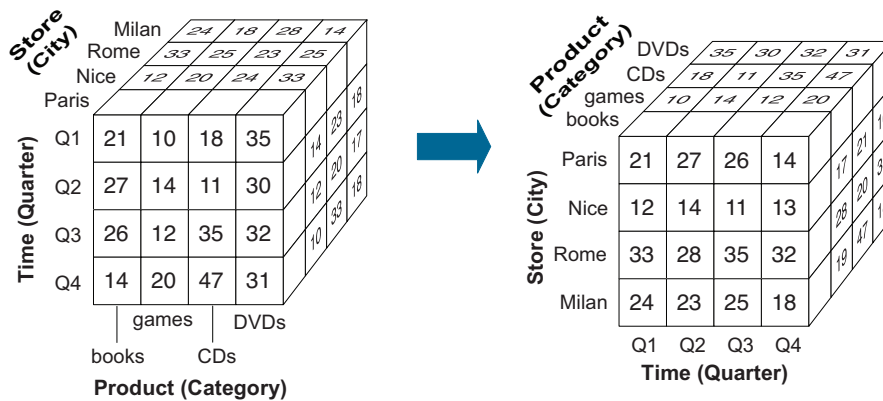 Store
(City)
Milan 24 18 28 14
Rome 33 25 23 25
Nice 12 20 24 33
Paris
Time (Quarter)
Q1 21 10 18 35
Q2 27 14 11 30
Q3 26 12 35 32
Q4 14 20 47 31
14 23 18
12 20 17
10 33 18
games DVDs
books CDs
Product (Category)
Product
(Category)
DVDs 35 30 32 31
CDs 18 11 35 47
games 10 14 12 20
books
Store (City)
Paris 21 27 26 14
Nice 12 14 11 13
Rome 33 28 35 32
Milan 24 23 25 18
17 21
28 20
19 47
Q1 Q2 Q3 Q4
Time (Quarter)